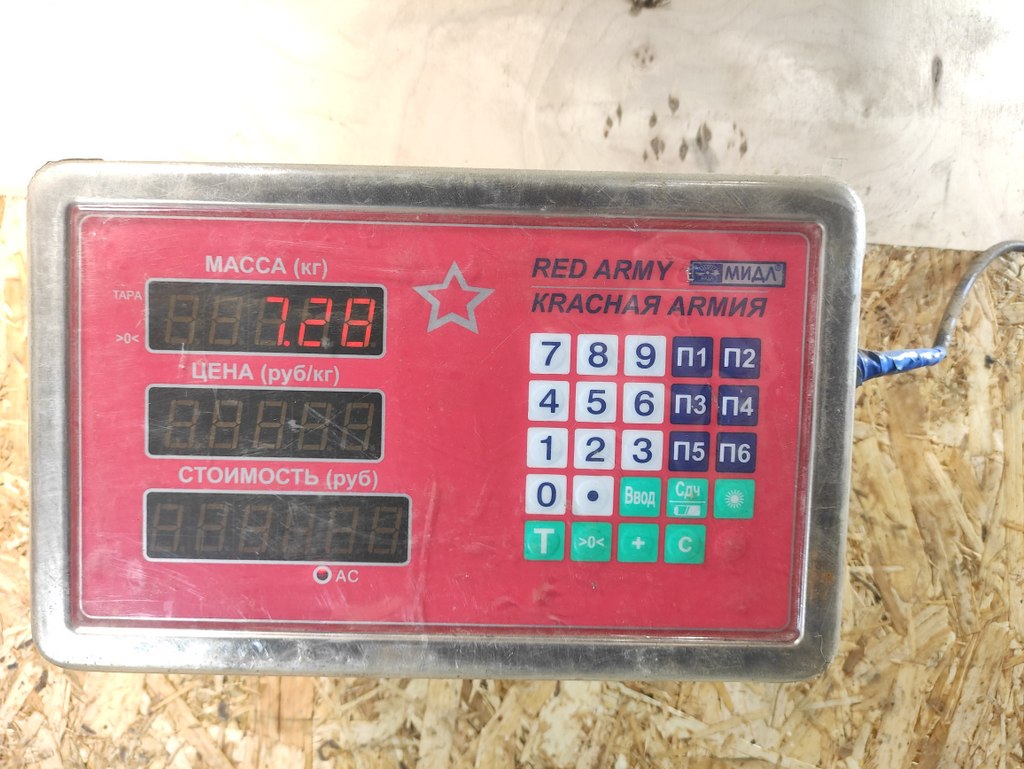 МАССА (кг)
ТАРА
7.28
>0<
ЦЕНА (руб/кг)
СТОИМОСТЬ (руб)
AC
RED ARMY МИДЛ
КRАСНАЯ АRМИЯ
7 8 9 П1 П2
4 5 6 П3 П4
1 2 3 П5 П6
0 • Ввод Сдч
T >0< + C